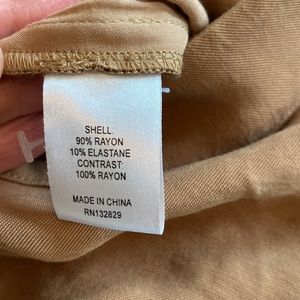 SHELL:
90% RAYON
10% ELASTANE
CONTRAST:
100% RAYON
MADE IN CHINA
RN132829